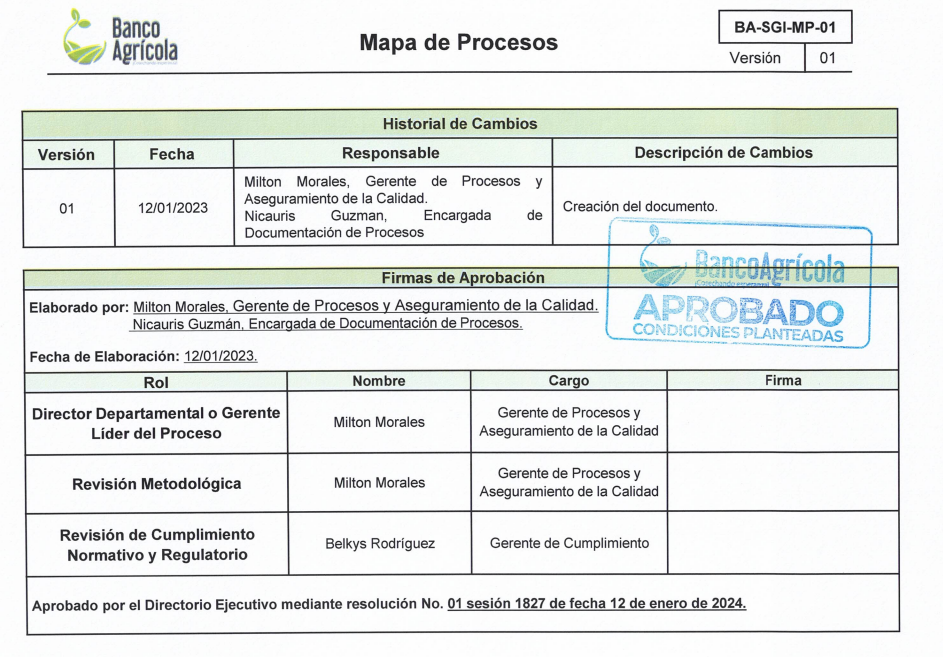 Banco
Agrícola
Mapa de Procesos
BA-SGI-MP-01
Versión 01
Historial de Cambios
Versión Fecha Responsable Descripción de Cambios
01 12/01/2023
Milton Morales, Gerente de Procesos y
Aseguramiento de la Calidad.
Nicauris Guzman, Encargada de
Documentación de Procesos
Creación del documento.
BancoAgrícola
APROBADO
CONDICIONES PLANTEADAS
Firmas de Aprobación
Elaborado por: Milton Morales, Gerente de Procesos y Aseguramiento de la Calidad.
Nicauris Guzmán, Encargada de Documentación de Procesos.
Fecha de Elaboración: 12/01/2023.
Rol Nombre Cargo Firma
Director Departamental o Gerente
Líder del Proceso
Milton Morales
Gerente de Procesos y
Aseguramiento de la Calidad
Revisión Metodológica
Milton Morales
Gerente de Procesos y
Aseguramiento de la Calidad
Revisión de Cumplimiento
Normativo y Regulatorio
Belkys Rodríguez
Gerente de Cumplimiento
Aprobado por el Directorio Ejecutivo mediante resolución No. 01 sesión 1827 de fecha 12 de enero de 2024.